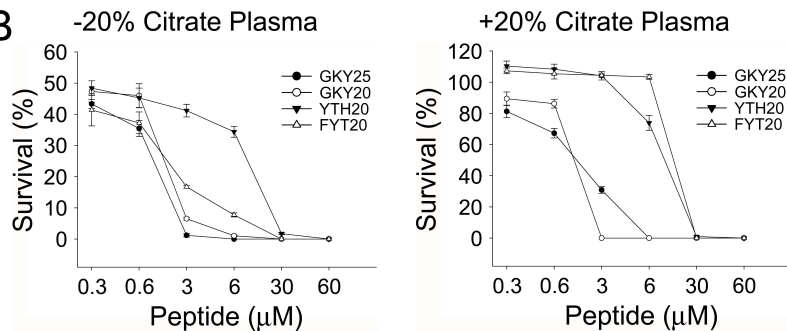 B
-20% Citrate Plasma
60
50
40
30
20
10
0
Survival (%)
GKY25
GKY20
YTH20
FYT20
0.3 0.6 3 6 30 60
Peptide (μM)
+20% Citrate Plasma
120
100
80
60
40
20
0
Survival (%)
GKY25
GKY20
YTH20
FYT20
0.3 0.6 3 6 30 60
Peptide (μM)